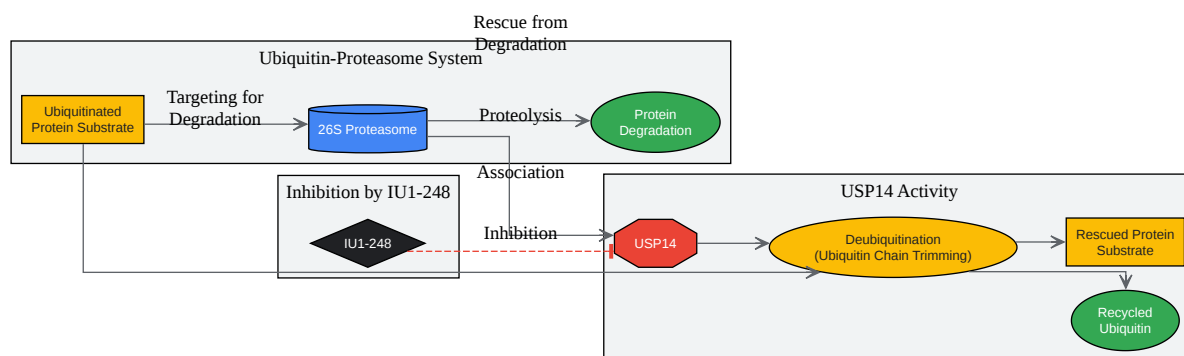 Rescue from
Degradation
Ubiquitin-Proteasome System
Ubiquitinated
Protein Substrate
Targeting for
Degradation
26S Proteasome
Proteolysis
Protein
Degradation
Association
Inhibition by IU1-248
IU1-248
Inhibition
USP14 Activity
USP14
Deubiquitination
(Ubiquitin Chain Trimming)
Rescued Protein
Substrate
Recycled
Ubiquitin